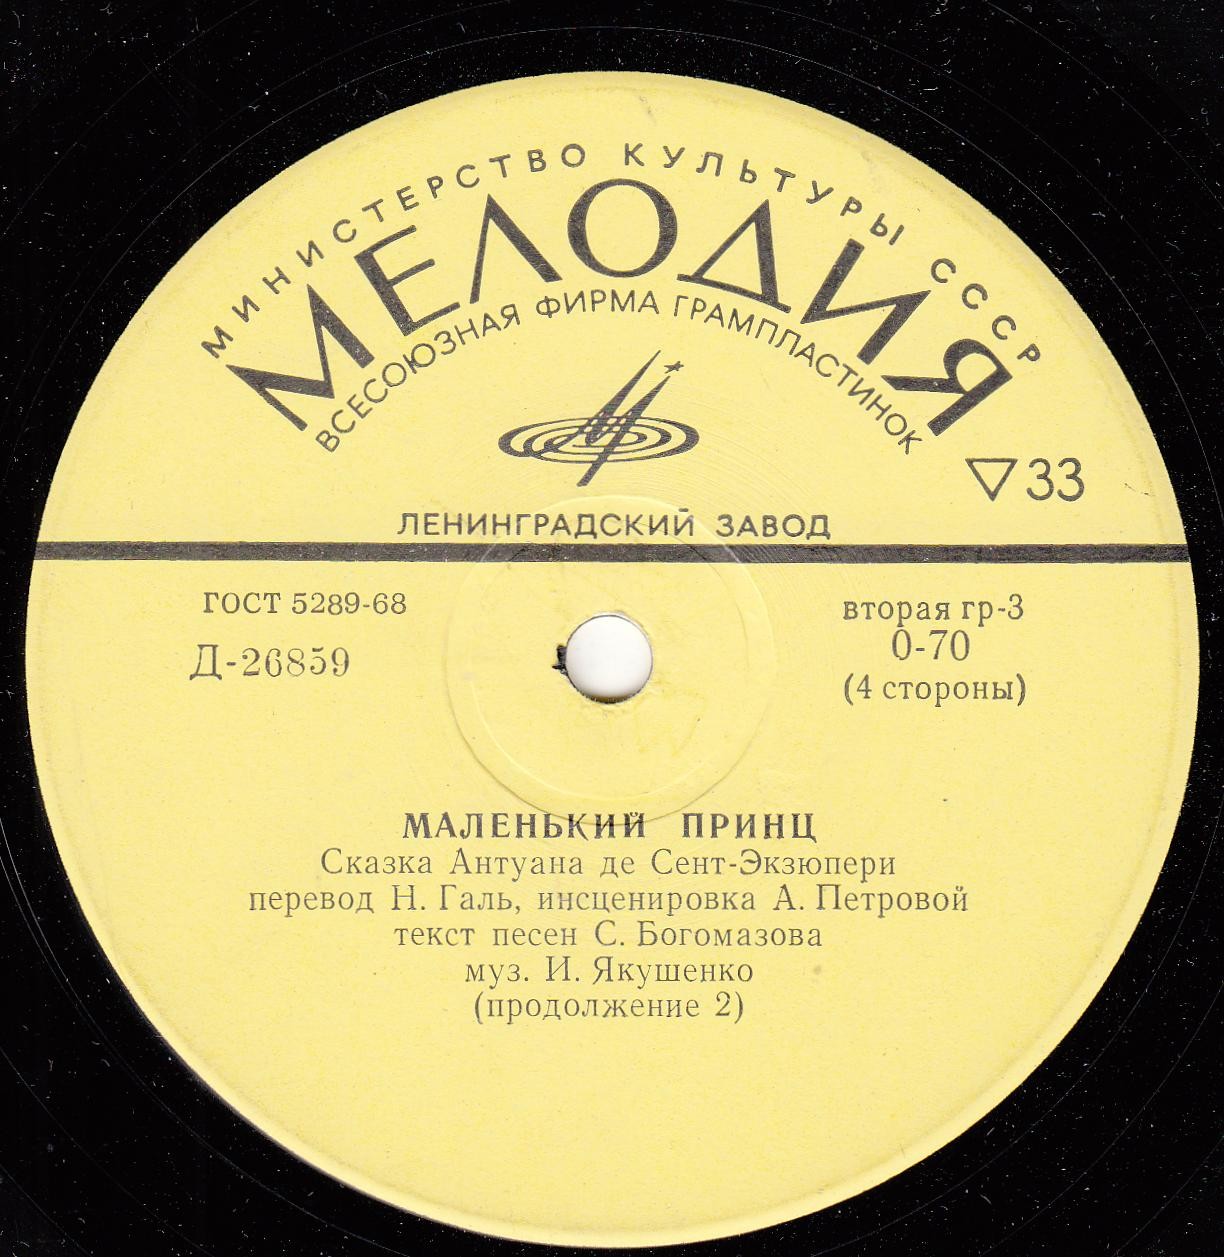 МИНИСТЕРСТВО КУЛЬТУРЫ СССР
МЕЛОДИЯ
ВСЕСОЮЗНАЯ ФИРМА ГРАМПЛАСТИНОК
▽33
ЛЕНИНГРАДСКИЙ ЗАВОД
ГОСТ 5289-68
Д-26859
вторая гр-3
0-70
(4 стороны)
МАЛЕНЬКИЙ ПРИНЦ
Сказка Антуана де Сент-Экзюпери
перевод Н. Галь, инсценировка А. Петровой
текст песен С. Богомазова
муз. И. Якушенко
(продолжение 2)